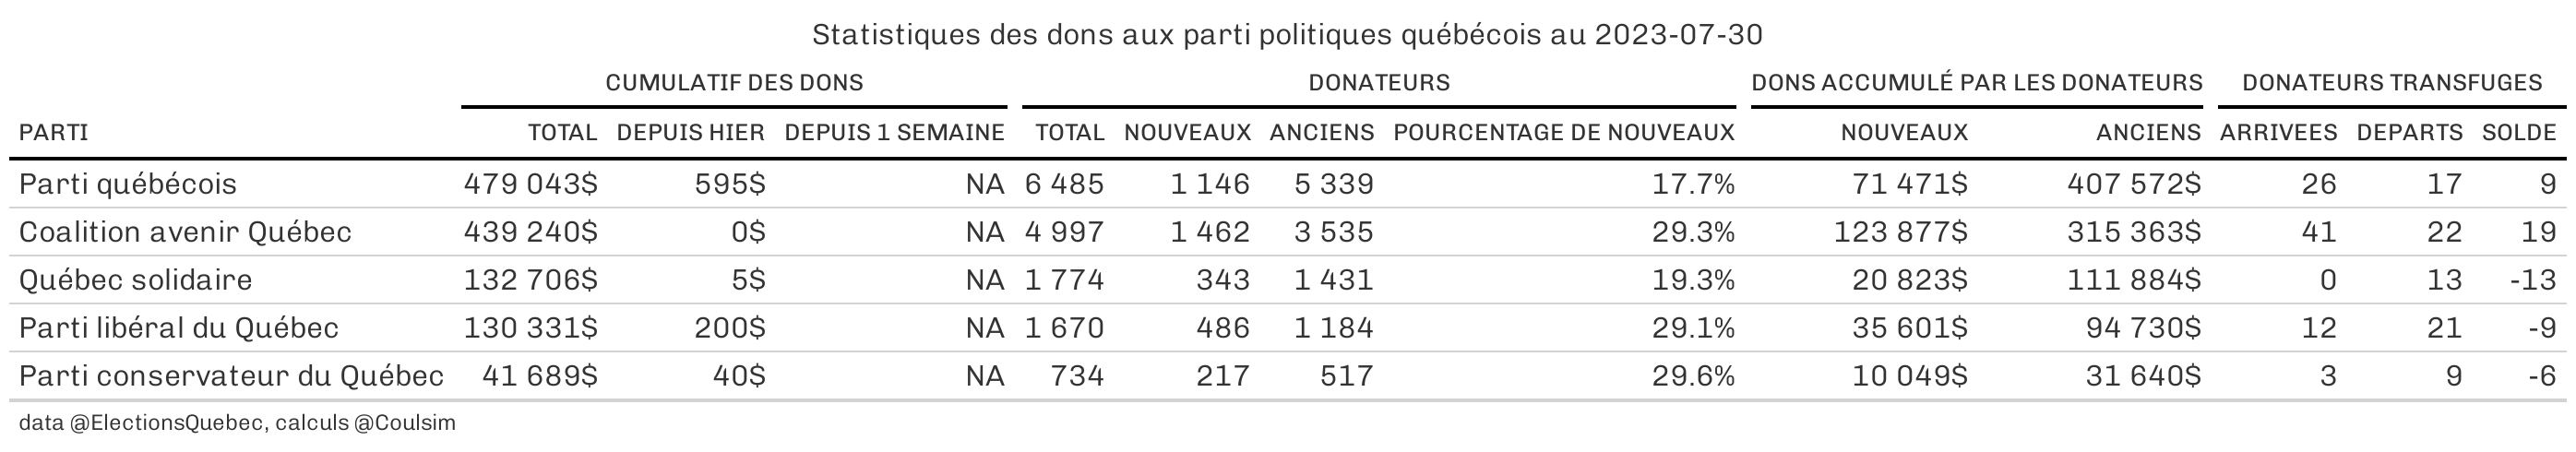 Statistiques des dons aux parti politiques québécois au 2023-07-30
CUMULATIF DES DONS DONATEURS DONS ACCUMULÉ PAR LES DONATEURS DONATEURS TRANSFUGES
PARTI TOTAL DEPUIS HIER DEPUIS 1 SEMAINE TOTAL NOUVEAUX ANCIENS POURCENTAGE DE NOUVEAUX NOUVEAUX ANCIENS ARRIVEES DEPARTS SOLDE
Parti québécois 479 043$ 595$ NA 6 485 1 146 5 339 17.7% 71 471$ 407 572$ 26 17 9
Coalition avenir Québec 439 240$ 0$ NA 4 997 1 462 3 535 29.3% 123 877$ 315 363$ 41 22 19
Québec solidaire 132 706$ 5$ NA 1 774 343 1 431 19.3% 20 823$ 111 884$ 0 13 -13
Parti libéral du Québec 130 331$ 200$ NA 1 670 486 1 184 29.1% 35 601$ 94 730$ 12 21 -9
Parti conservateur du Québec 41 689$ 40$ NA 734 217 517 29.6% 10 049$ 31 640$ 3 9 -6
data @ElectionsQuebec, calculs @Coulsim